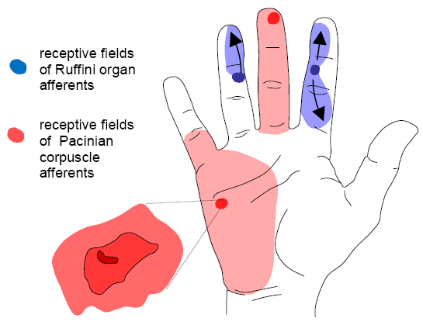 receptive fields
of Ruffini organ
afferents
receptive fields
of Pacinian
corpuscle
afferents